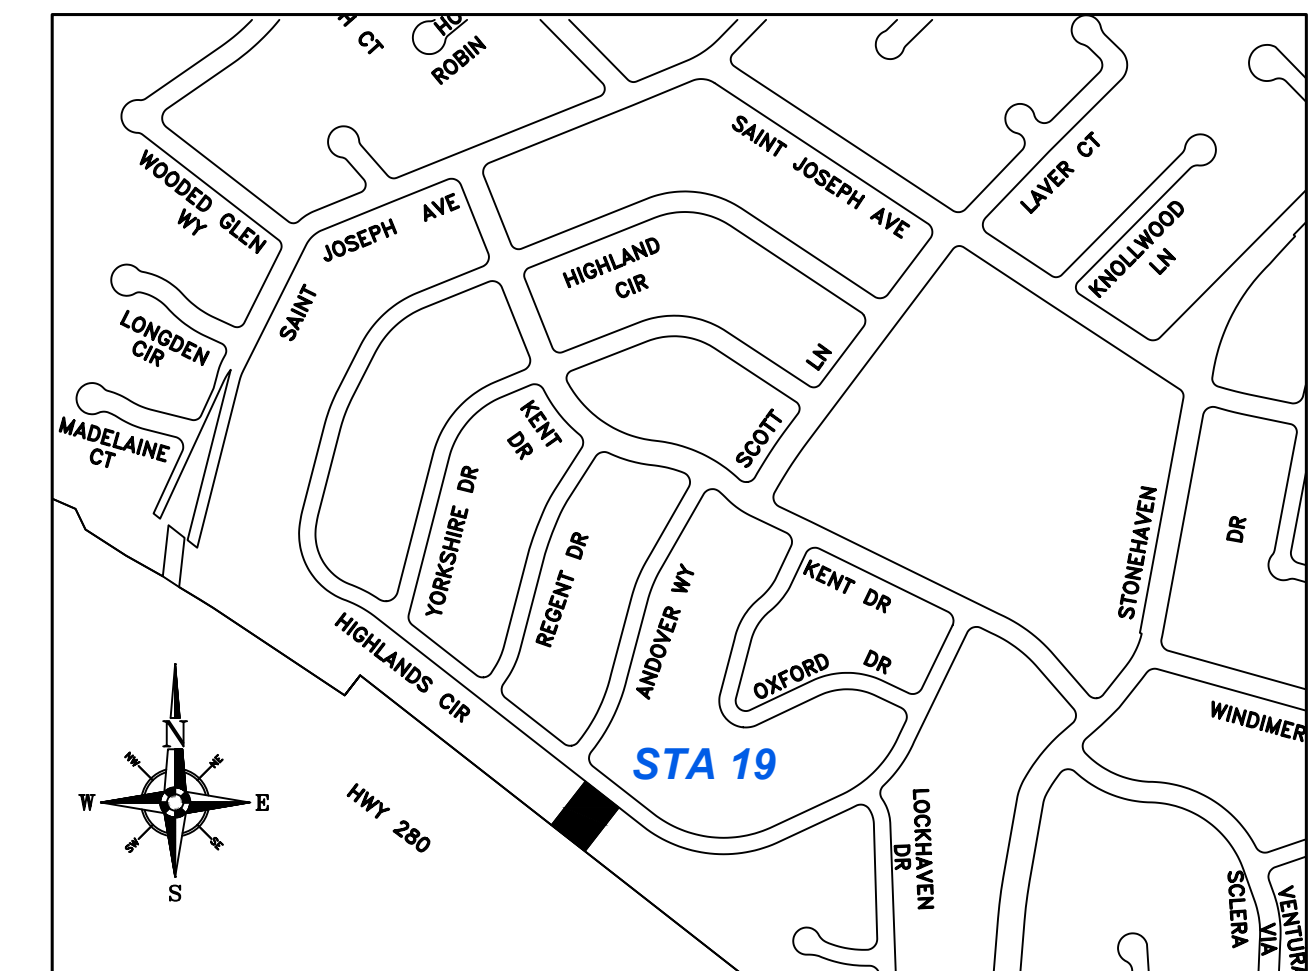 CT
HO
ROBIN
WOODED GLEN
WY
SAINT JOSEPH AVE
LAVER CT
KNOLLWOOD
LN
SAINT JOSEPH AVE
HIGHLAND
CIR
LONGDEN
CIR
LN
SCOTT
MADELAINE
CT
KENT
DR
YORKSHIRE DR
REGENT DR
ANDOVER WY
KENT DR
OXFORD DR
STONEHAVEN
DR
HIGHLANDS CIR
WINDIMER
STA 19
HWY 280
LOCKHAVEN
DR
SCLERA
VIA
VENTURA
N
NW
NE
W
E
SW
SE
S